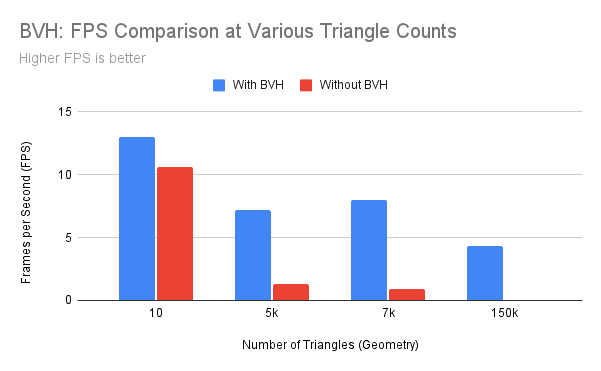 BVH: FPS Comparison at Various Triangle Counts
Higher FPS is better
With BVH Without BVH
Frames per Second (FPS)
15
10
5
0
10 5k 7k 150k
Number of Triangles (Geometry)